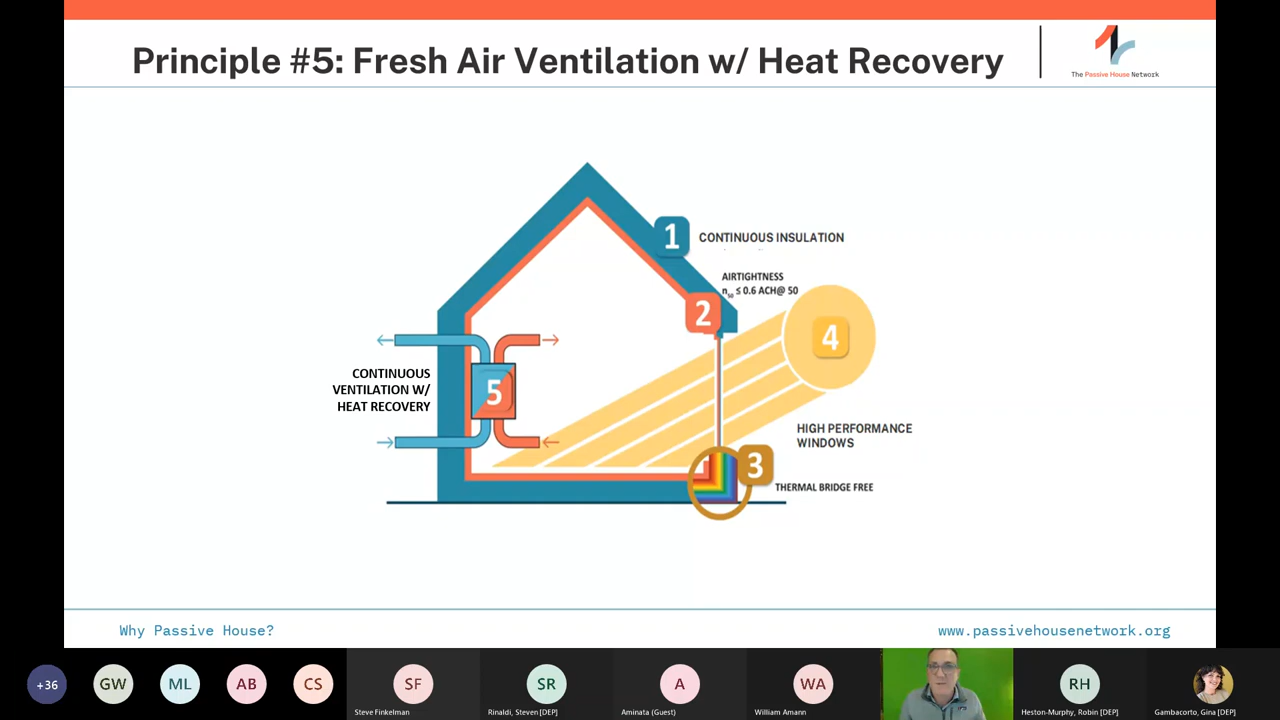 Principle #5: Fresh Air Ventilation w/ Heat Recovery
The Passive House Network
1
CONTINUOUS INSULATION
AIRTIGHTNESS
n50 ≤ 0.6 ACH@ 50
2
4
CONTINUOUS
VENTILATION W/
HEAT RECOVERY
5
HIGH PERFORMANCE
WINDOWS
3
THERMAL BRIDGE FREE
Why Passive House?
www.passivehousenetwork.org
+36
GW
ML
AB
CS
SF
Steve Finkelman
SR
Rinaldi, Steven [DEP]
A
Aminata (Guest)
WA
William Amann
RH
Heston-Murphy, Robin [DEP]
Gambacorto, Gina [DEP]